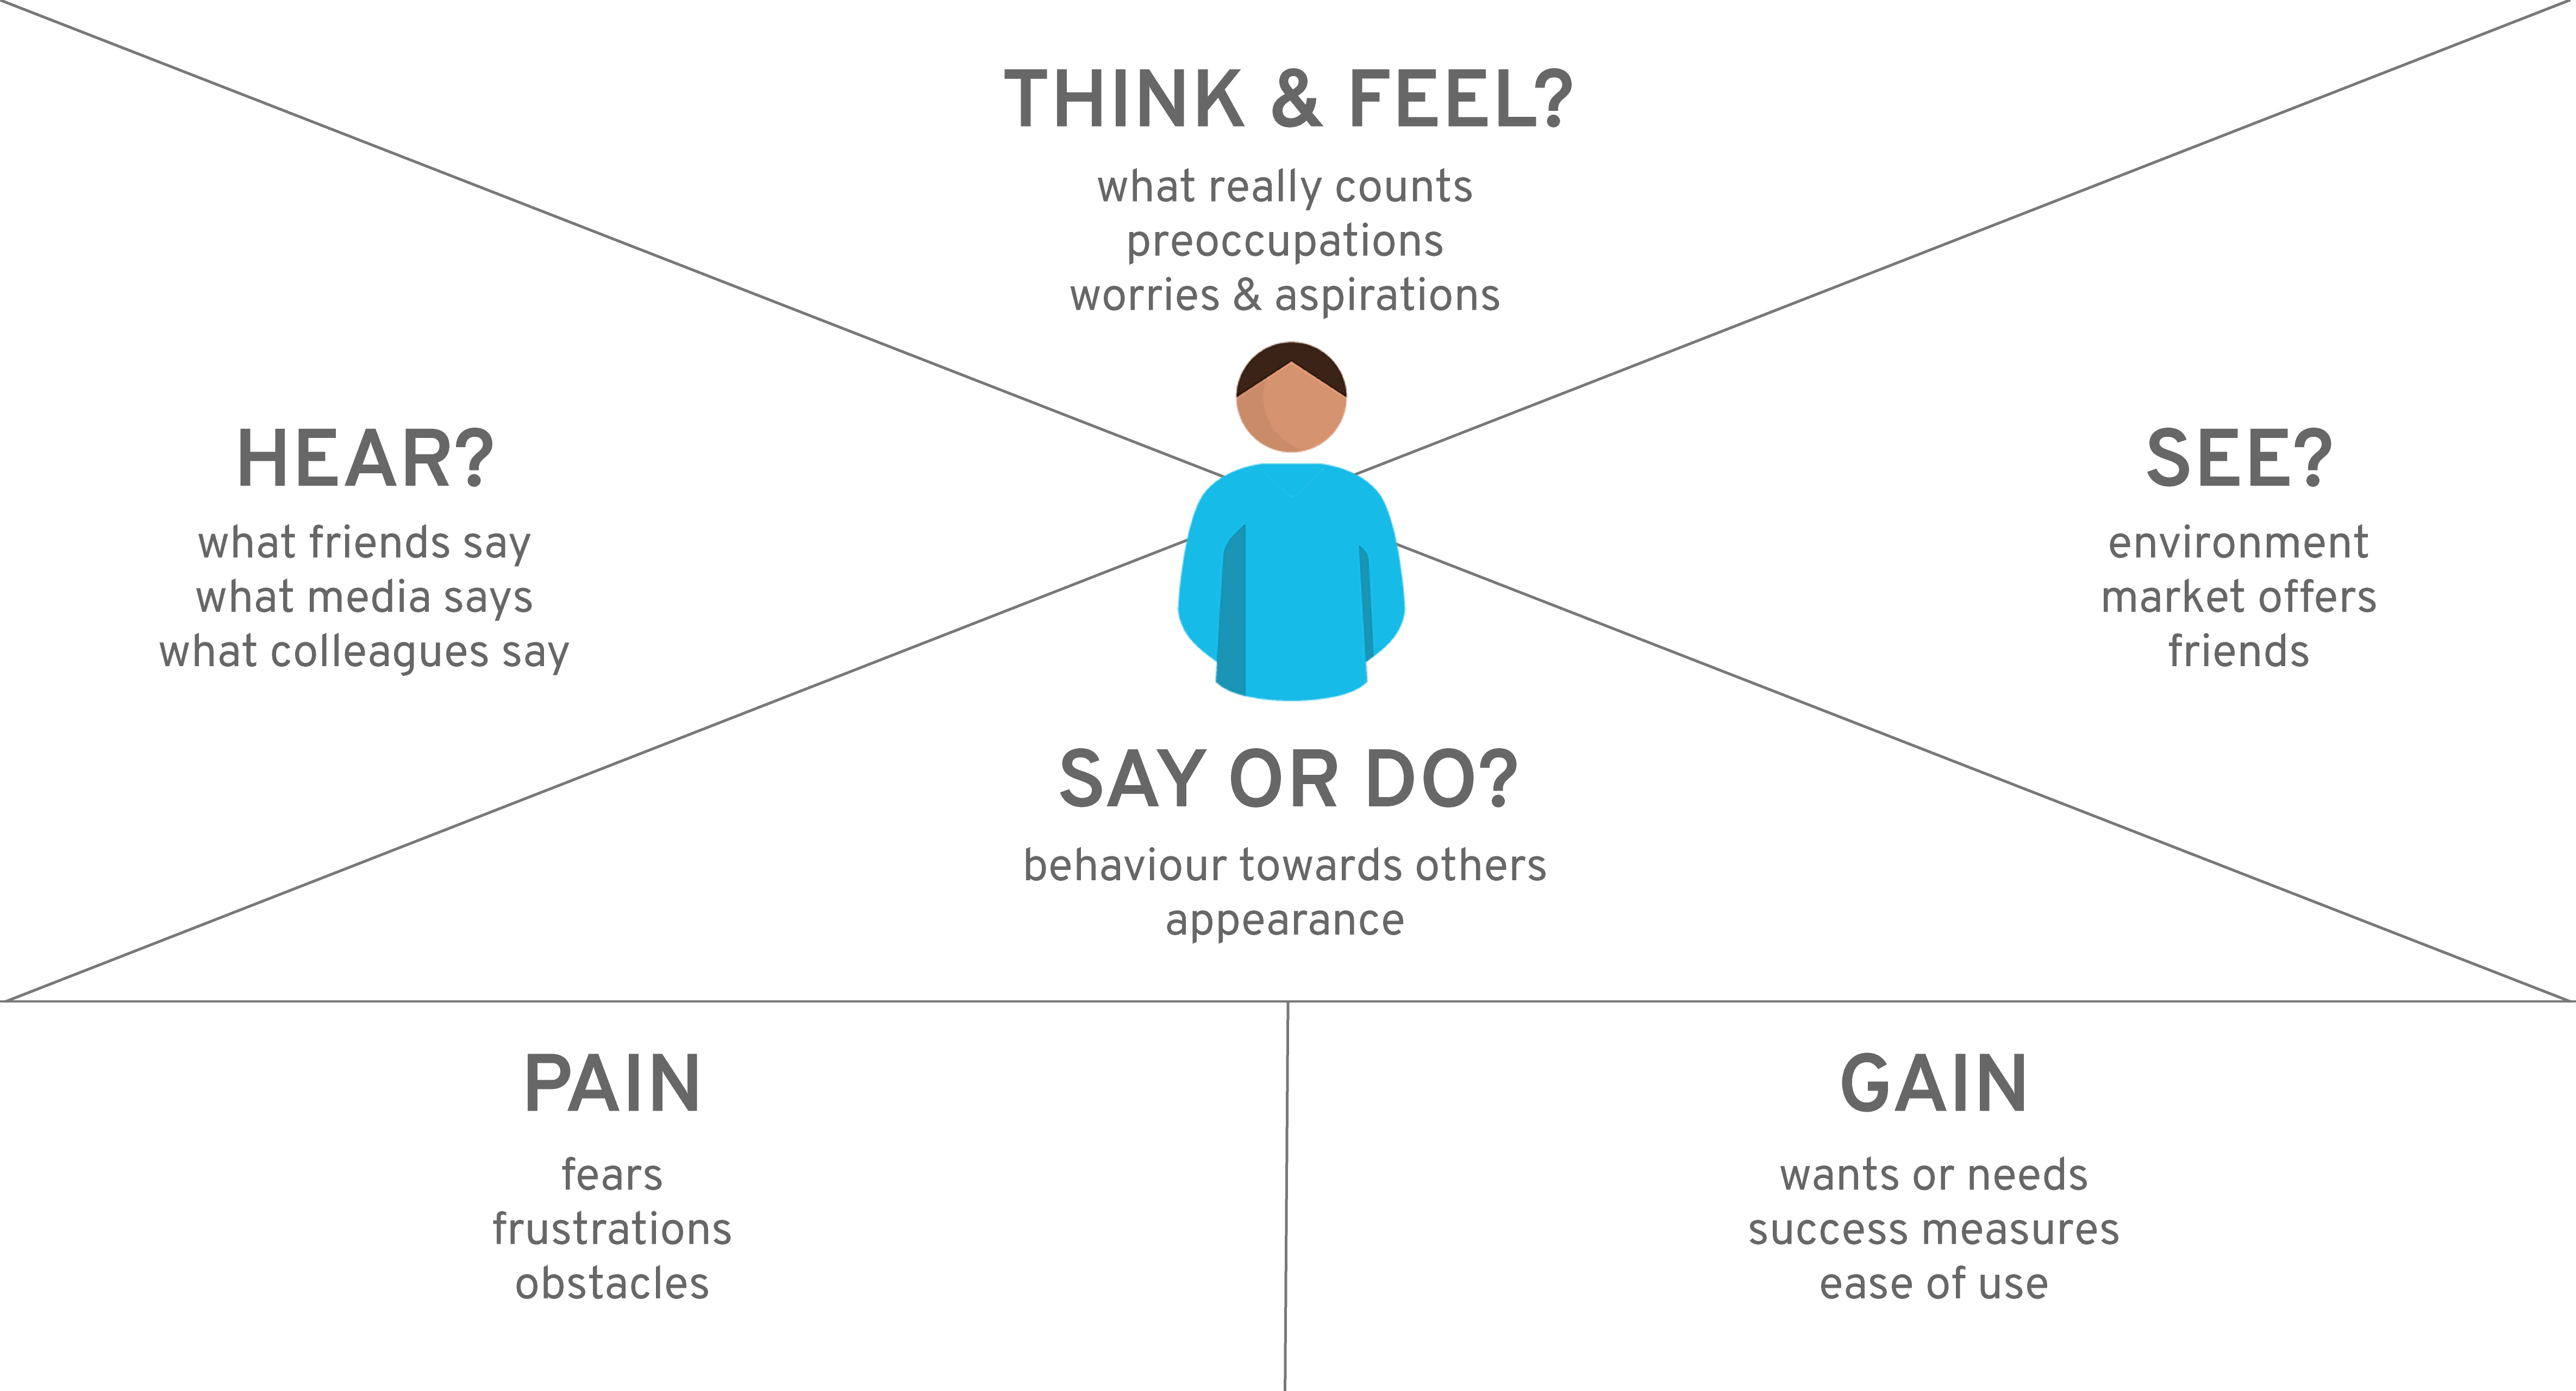 THINK & FEEL?
what really counts
preoccupations
worries & aspirations
HEAR?
what friends say
what media says
what colleagues say
SEE?
environment
market offers
friends
SAY OR DO?
behaviour towards others
appearance
PAIN
fears
frustrations
obstacles
GAIN
wants or needs
success measures
ease of use